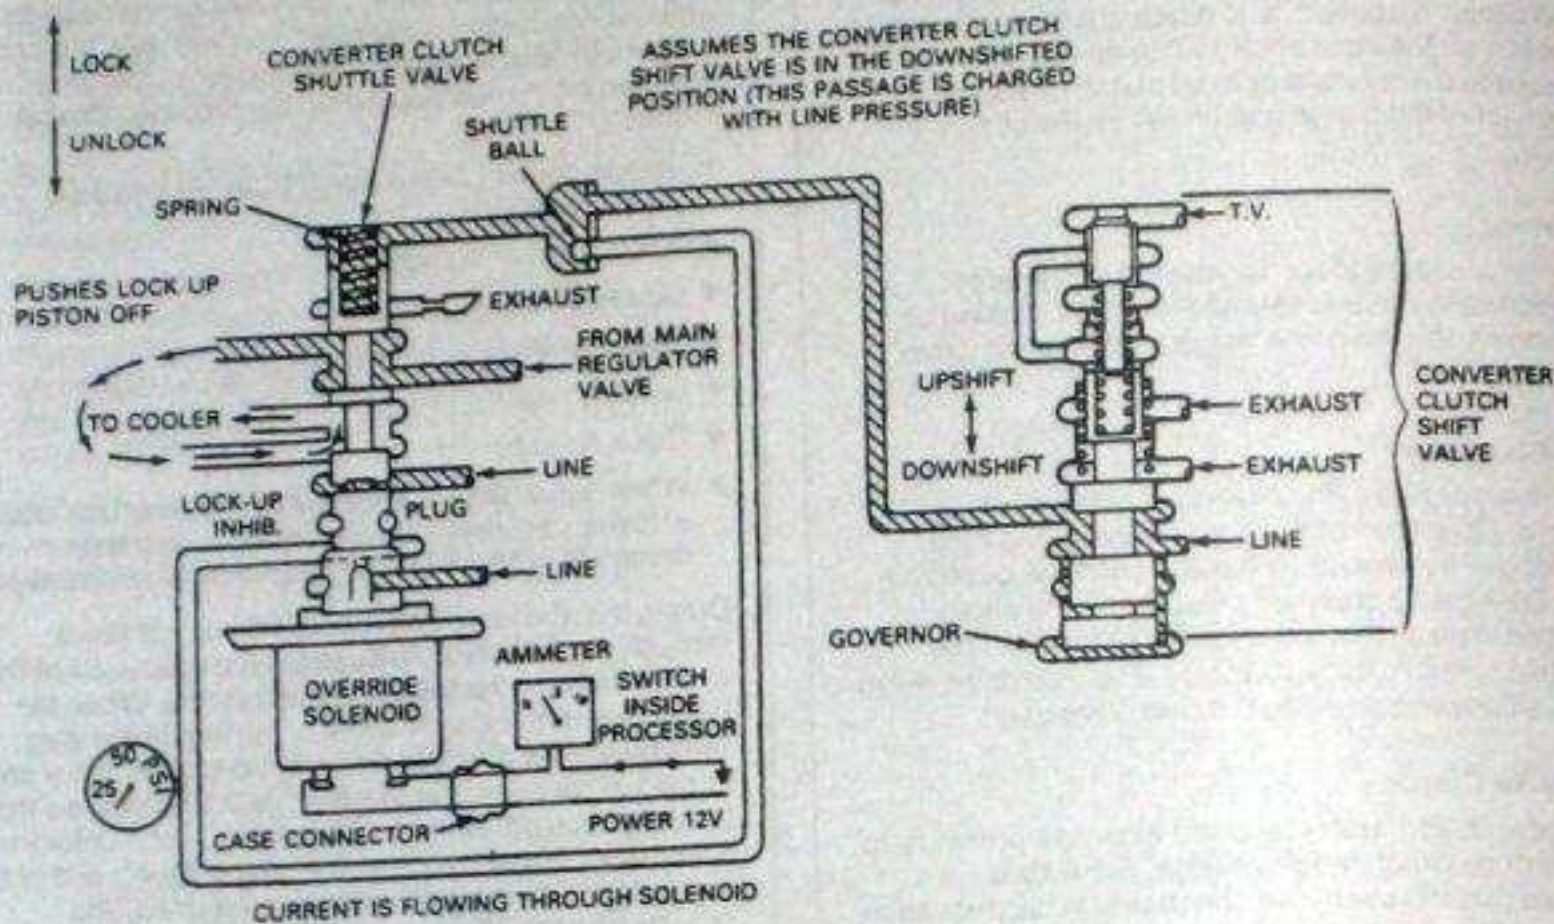 LOCK
UNLOCK
CONVERTER CLUTCH
SHUTTLE VALVE
ASSUMES THE CONVERTER CLUTCH
SHIFT VALVE IS IN THE DOWNSHIFTED
POSITION (THIS PASSAGE IS CHARGED
WITH LINE PRESSURE)
SHUTTLE
BALL
SPRING
T.V.
PUSHES LOCK UP
PISTON OFF
EXHAUST
FROM MAIN
REGULATOR
VALVE
TO COOLER
UPSHIFT
DOWNSHIFT
EXHAUST
EXHAUST
CONVERTER
CLUTCH
SHIFT
VALVE
LINE
LOCK-UP
INHIB.
PLUG
LINE
LINE
GOVERNOR
OVERRIDE
SOLENOID
AMMETER
SWITCH
INSIDE
PROCESSOR
25
50
PSI
CASE CONNECTOR
POWER 12V
CURRENT IS FLOWING THROUGH SOLENOID